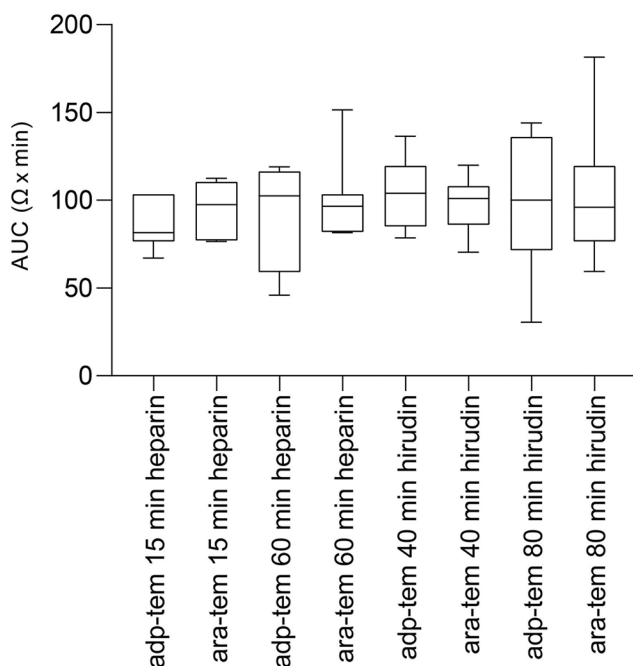 200
150
100
50
0
AUC (Ω x min)
adp-tem 15 min heparin
ara-tem 15 min heparin
adp-tem 60 min heparin
ara-tem 60 min heparin
adp-tem 40 min hirudin
ara-tem 40 min hirudin
adp-tem 80 min hirudin
ara-tem 80 min hirudin